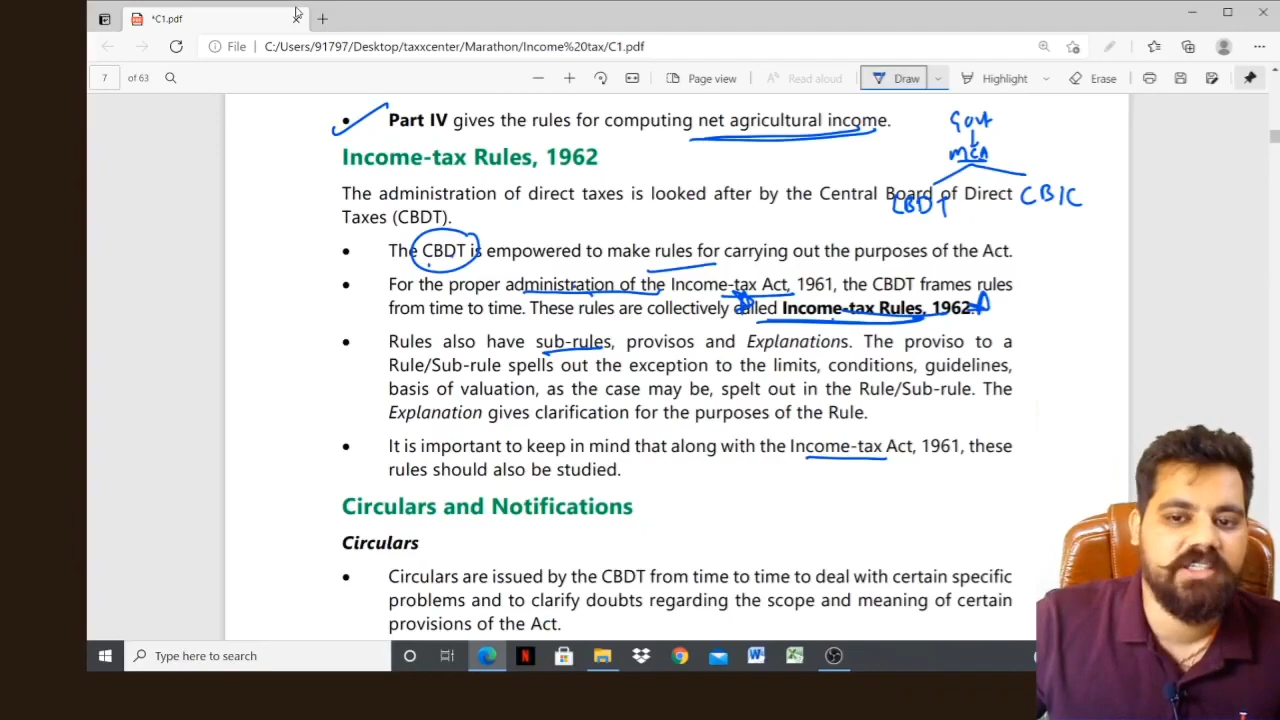 *C1.pdf
File C:/Users/91797/Desktop/taxxcenter/Marathon/Income%20tax/C1.pdf
7 of 63 Page view Read aloud Draw Highlight Erase
• Part IV gives the rules for computing net agricultural income.
Govt
MCA
CBDT CBIC
Income-tax Rules, 1962
The administration of direct taxes is looked after by the Central Board of Direct
Taxes (CBDT).
• The CBDT is empowered to make rules for carrying out the purposes of the Act.
• For the proper administration of the Income-tax Act, 1961, the CBDT frames rules
from time to time. These rules are collectively called Income-tax Rules, 1962.
• Rules also have sub-rules, provisos and Explanations. The proviso to a
Rule/Sub-rule spells out the exception to the limits, conditions, guidelines,
basis of valuation, as the case may be, spelt out in the Rule/Sub-rule. The
Explanation gives clarification for the purposes of the Rule.
• It is important to keep in mind that along with the Income-tax Act, 1961, these
rules should also be studied.
Circulars and Notifications
Circulars
• Circulars are issued by the CBDT from time to time to deal with certain specific
problems and to clarify doubts regarding the scope and meaning of certain
provisions of the Act.
Type here to search